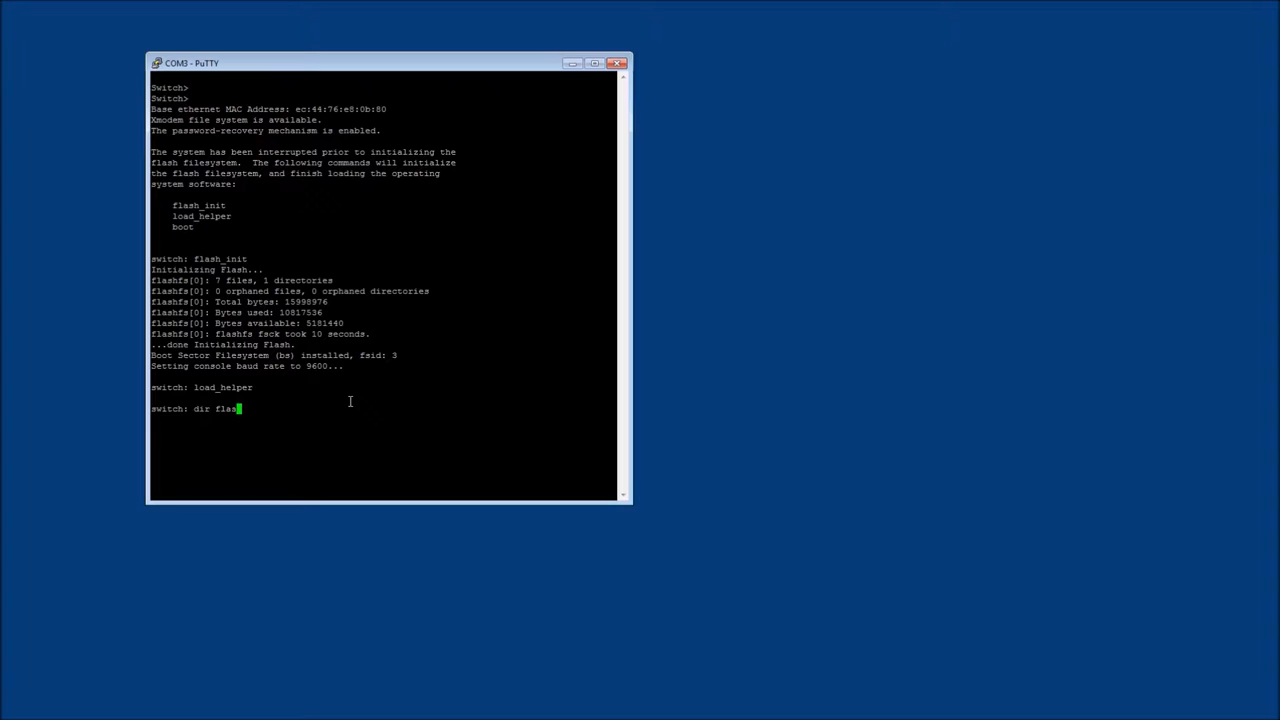 COM3 - PuTTY
Switch>
Switch>
Base ethernet MAC Address: ec:44:76:e8:0b:80
Xmodem file system is available.
The password-recovery mechanism is enabled.
The system has been interrupted prior to initializing the
flash filesystem.  The following commands will initialize
the flash filesystem, and finish loading the operating
system software:
flash_init
load_helper
boot
switch: flash_init
Initializing Flash...
flashfs[0]: 7 files, 1 directories
flashfs[0]: 0 orphaned files, 0 orphaned directories
flashfs[0]: Total bytes: 15998976
flashfs[0]: Bytes used: 10817536
flashfs[0]: Bytes available: 5181440
flashfs[0]: flashfs fsck took 10 seconds.
...done Initializing Flash.
Boot Sector Filesystem (bs) installed, fsid: 3
Setting console baud rate to 9600...
switch: load_helper
switch: dir flas